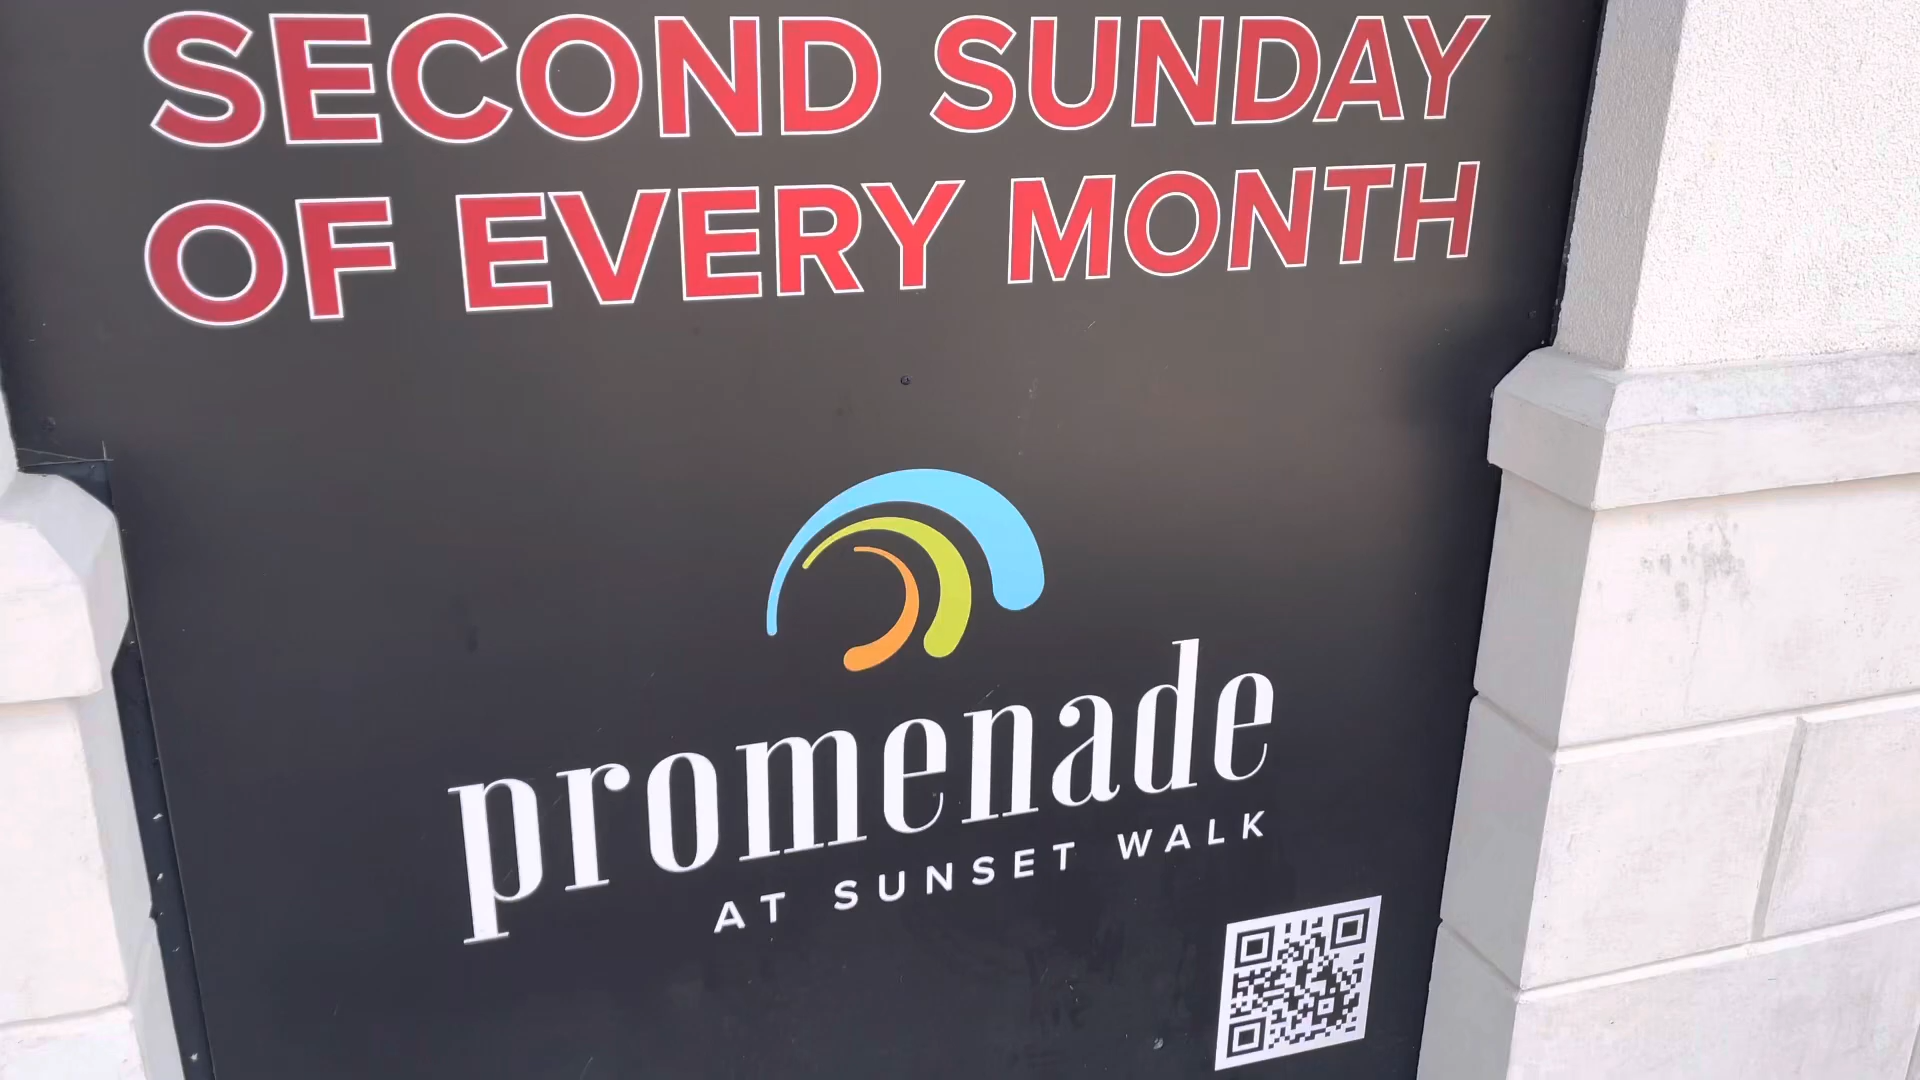 SECOND SUNDAY
OF EVERY MONTH
promenade
AT SUNSET WALK